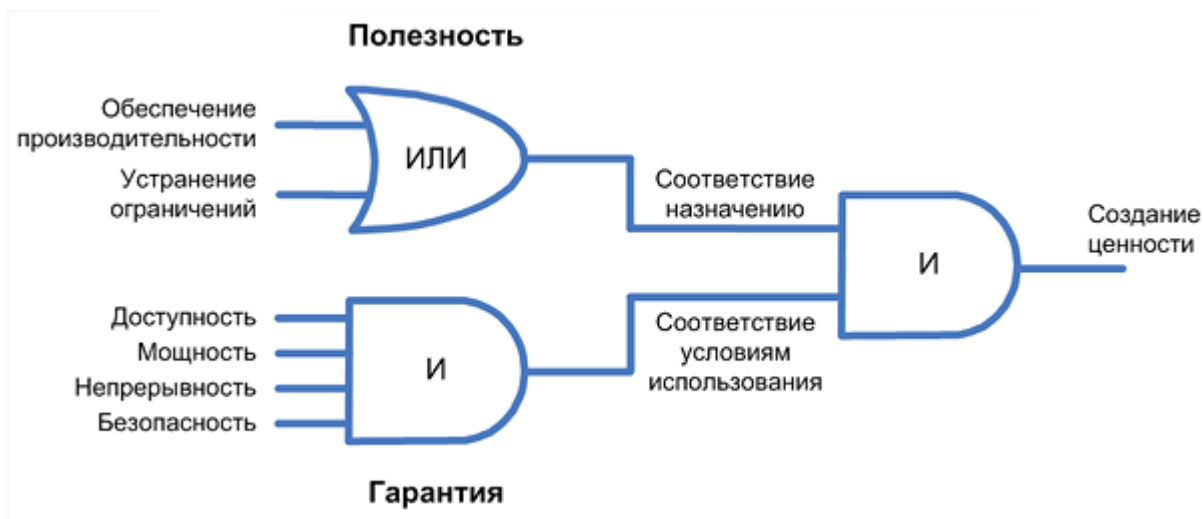 Полезность
Обеспечение
производительности
Устранение
ограничений
ИЛИ
Соответствие
назначению
Доступность
Мощность
Непрерывность
Безопасность
И
Соответствие
условиям
использования
И
Создание
ценности
Гарантия